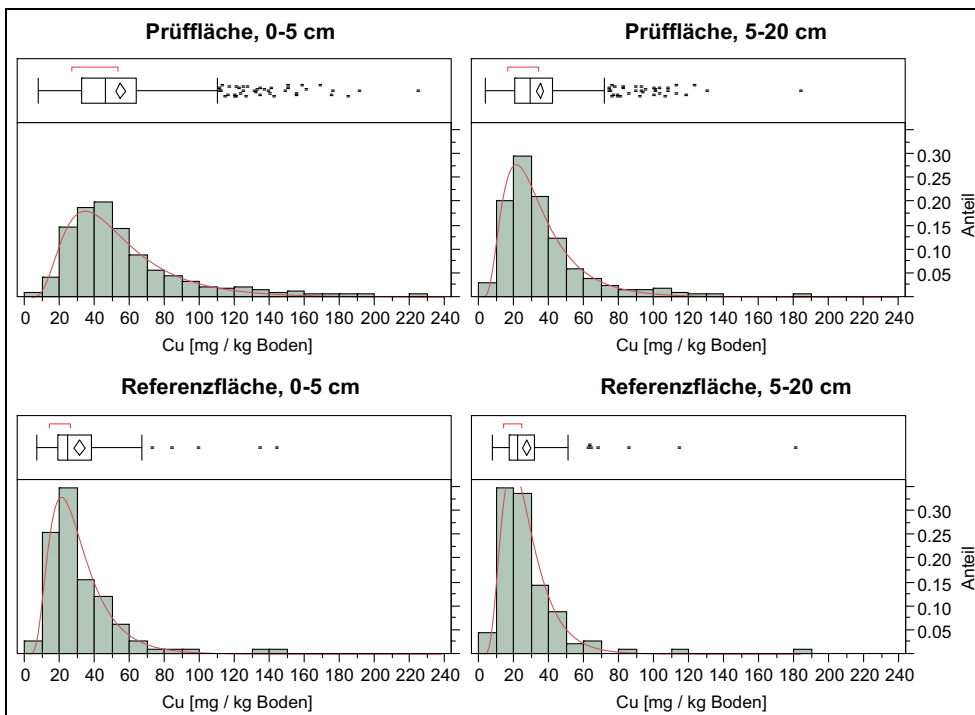 Prüffläche, 0-5 cm
Prüffläche, 5-20 cm
0.30
0.25
0.20
0.15
0.10
0.05
Anteil
0 20 40 60 80 100 120 140 160 180 200 220 240
0 20 40 60 80 100 120 140 160 180 200 220 240
Cu [mg / kg Boden]
Cu [mg / kg Boden]
Referenzfläche, 0-5 cm
Referenzfläche, 5-20 cm
0.30
0.25
0.20
0.15
0.10
0.05
Anteil
0 20 40 60 80 100 120 140 160 180 200 220 240
0 20 40 60 80 100 120 140 160 180 200 220 240
Cu [mg / kg Boden]
Cu [mg / kg Boden]